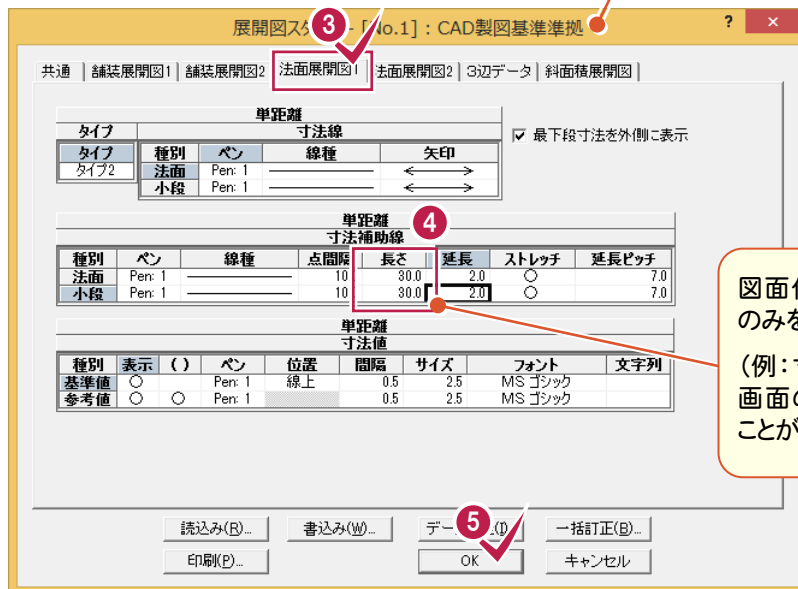 展開図ス - [No.1]：CAD製図基準準拠
? ×
3
共通 舗装展開図1 舗装展開図2 法面展開図1 法面展開図2 3辺データ 斜面積展開図
単距離
タイプ 寸法線
最下段寸法を外側に表示
タイプ 種別 ペン 線種 矢印
タイプ2 法面 Pen: 1
小段 Pen: 1
単距離
4
寸法補助線
種別 ペン 線種 点間隔 長さ 延長 ストレッチ 延長ピッチ
法面 Pen: 1 10 30.0 2.0 ○ 7.0
小段 Pen: 1 10 30.0 2.0 ○ 7.0
図面
のみを
単距離
寸法値
種別 表示 ( ) ペン 位置 間隔 サイズ フォント 文字列
基準値 ○ Pen: 1 線上 0.5 2.5 MS ゴシック
参考値 ○ ○ Pen: 1 0.5 2.5 MS ゴシック
(例：
画面の
ことが
読込み(R)... 書込み(W)... デー 一括訂正(B)...
5
印刷(P)... OK キャンセル